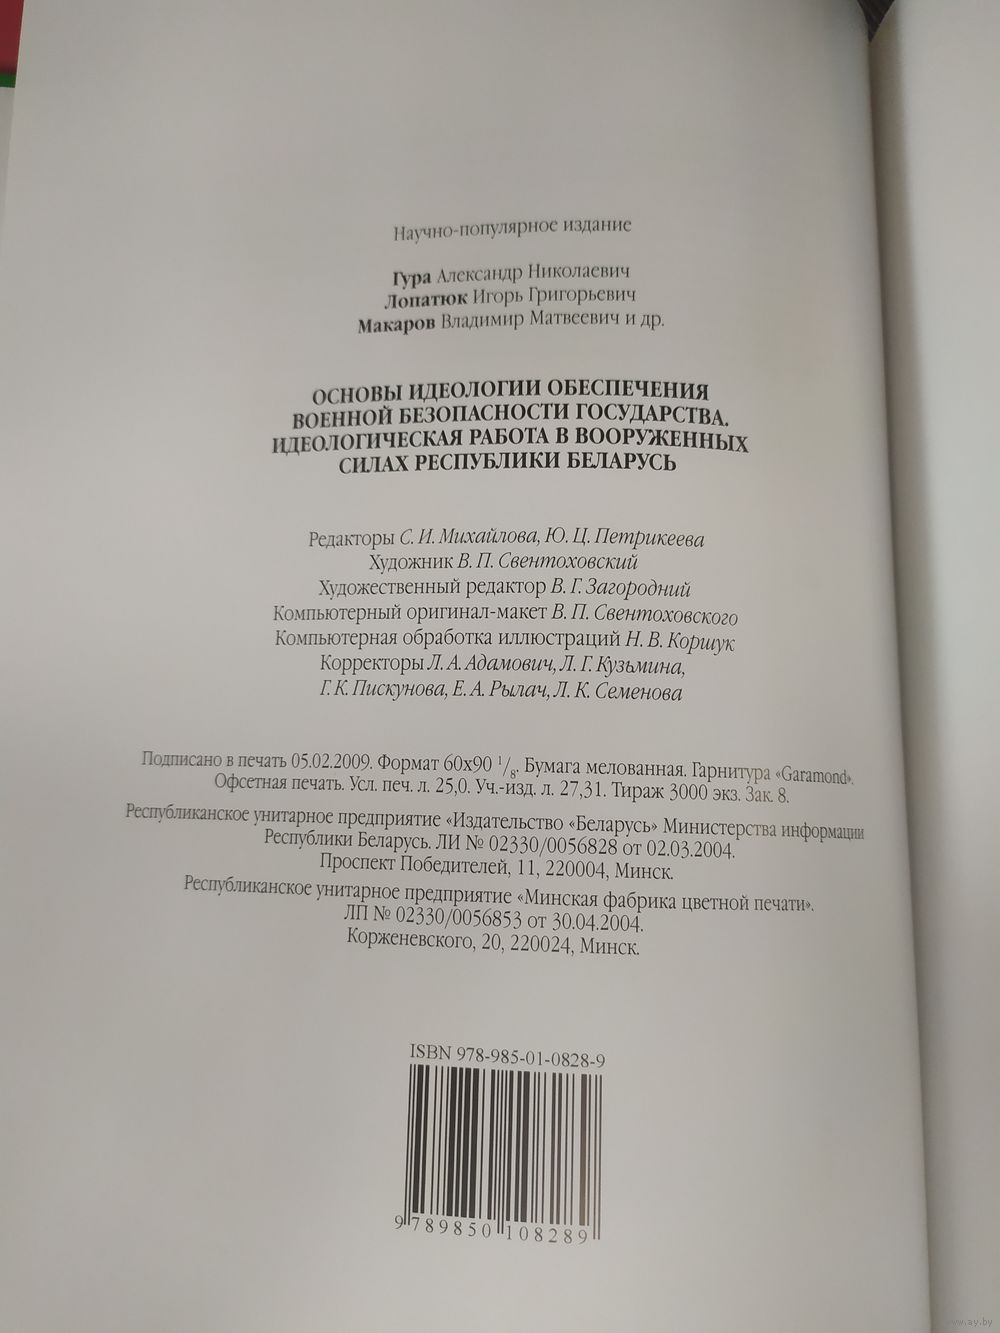 Научно-популярное издание
Гура Александр Николаевич
Лопатюк Игорь Григорьевич
Макаров Владимир Матвеевич и др.
ОСНОВЫ ИДЕОЛОГИИ ОБЕСПЕЧЕНИЯ
ВОЕННОЙ БЕЗОПАСНОСТИ ГОСУДАРСТВА.
ИДЕОЛОГИЧЕСКАЯ РАБОТА В ВООРУЖЕННЫХ
СИЛАХ РЕСПУБЛИКИ БЕЛАРУСЬ
Редакторы С. И. Михайлова, Ю. Ц. Петрикеева
Художник В. П. Свентоховский
Художественный редактор В. Г. Загородний
Компьютерный оригинал-макет В. П. Свентоховского
Компьютерная обработка иллюстраций Н. В. Коршук
Корректоры Л. А. Адамович, Л. Г. Кузьмина,
Г. К. Пискунова, Е. А. Рылач, Л. К. Семенова
Подписано в печать 05.02.2009. Формат 60х90 1/8. Бумага мелованная. Гарнитура «Garamond».
Офсетная печать. Усл. печ. л. 25,0. Уч.-изд. л. 27,31. Тираж 3000 экз. Зак. 8.
Республиканское унитарное предприятие «Издательство «Беларусь» Министерства информации
Республики Беларусь. ЛИ № 02330/0056828 от 02.03.2004.
Проспект Победителей, 11, 220004, Минск.
Республиканское унитарное предприятие «Минская фабрика цветной печати».
ЛП № 02330/0056853 от 30.04.2004.
Корженевского, 20, 220024, Минск.
ISBN 978-985-01-0828-9
9 789850 108289
www.ay.by